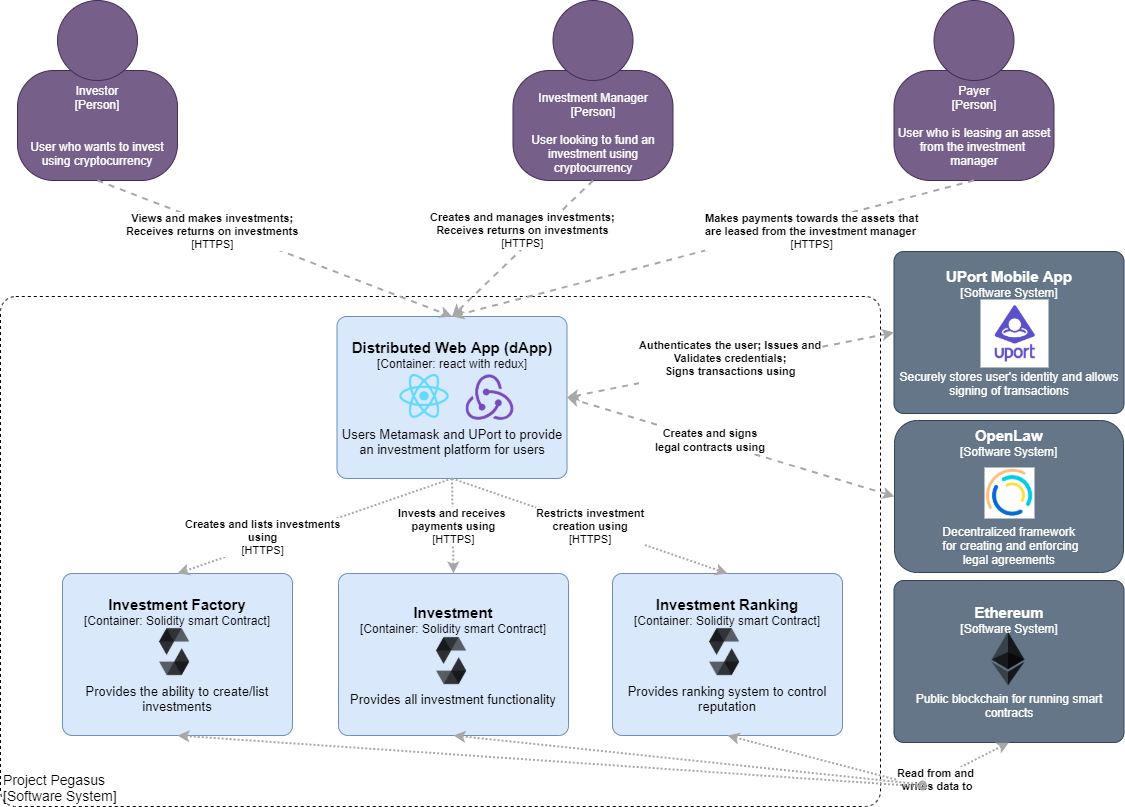 Investor
[Person]
User who wants to invest
using cryptocurrency
Investment Manager
[Person]
User looking to fund an
investment using
cryptocurrency
Payer
[Person]
User who is leasing an asset
from the investment
manager
Views and makes investments;
Receives returns on investments
[HTTPS]
Creates and manages investments;
Receives returns on investments
[HTTPS]
Makes payments towards the assets that
are leased from the investment manager
[HTTPS]
UPort Mobile App
[Software System]
uport
Securely stores user's identity and allows
signing of transactions
Distributed Web App (dApp)
[Container: react with redux]
Users Metamask and UPort to provide
an investment platform for users
Authenticates the user; Issues and
Validates credentials;
Signs transactions using
Creates and signs
legal contracts using
OpenLaw
[Software System]
Decentralized framework
for creating and enforcing
legal agreements
Creates and lists investments
using
[HTTPS]
Invests and receives
payments using
[HTTPS]
Restricts investment
creation using
[HTTPS]
Investment Factory
[Container: Solidity smart Contract]
Provides the ability to create/list
investments
Investment
[Container: Solidity smart Contract]
Provides all investment functionality
Investment Ranking
[Container: Solidity smart Contract]
Provides ranking system to control
reputation
Ethereum
[Software System]
Public blockchain for running smart
contracts
Read from and
writes data to
Project Pegasus
[Software System]